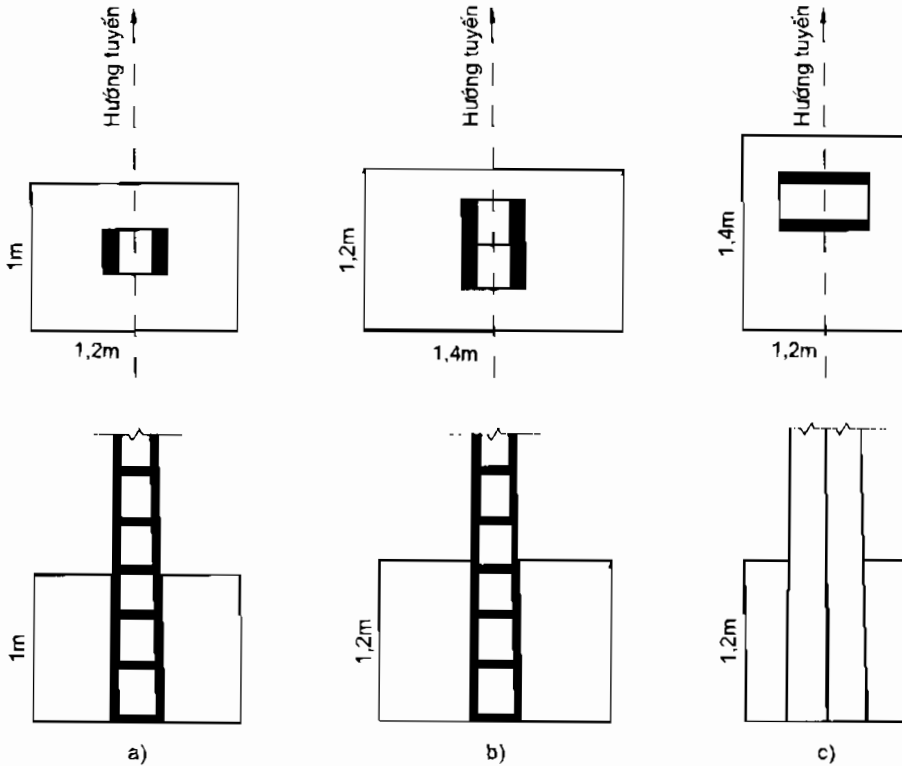 Hướng tuyến
Hướng tuyến
Hướng tuyến
1m
1,2m
1,2m
1,4m
1,4m
1,2m
1m
1,2m
1,2m
a)
b)
c)